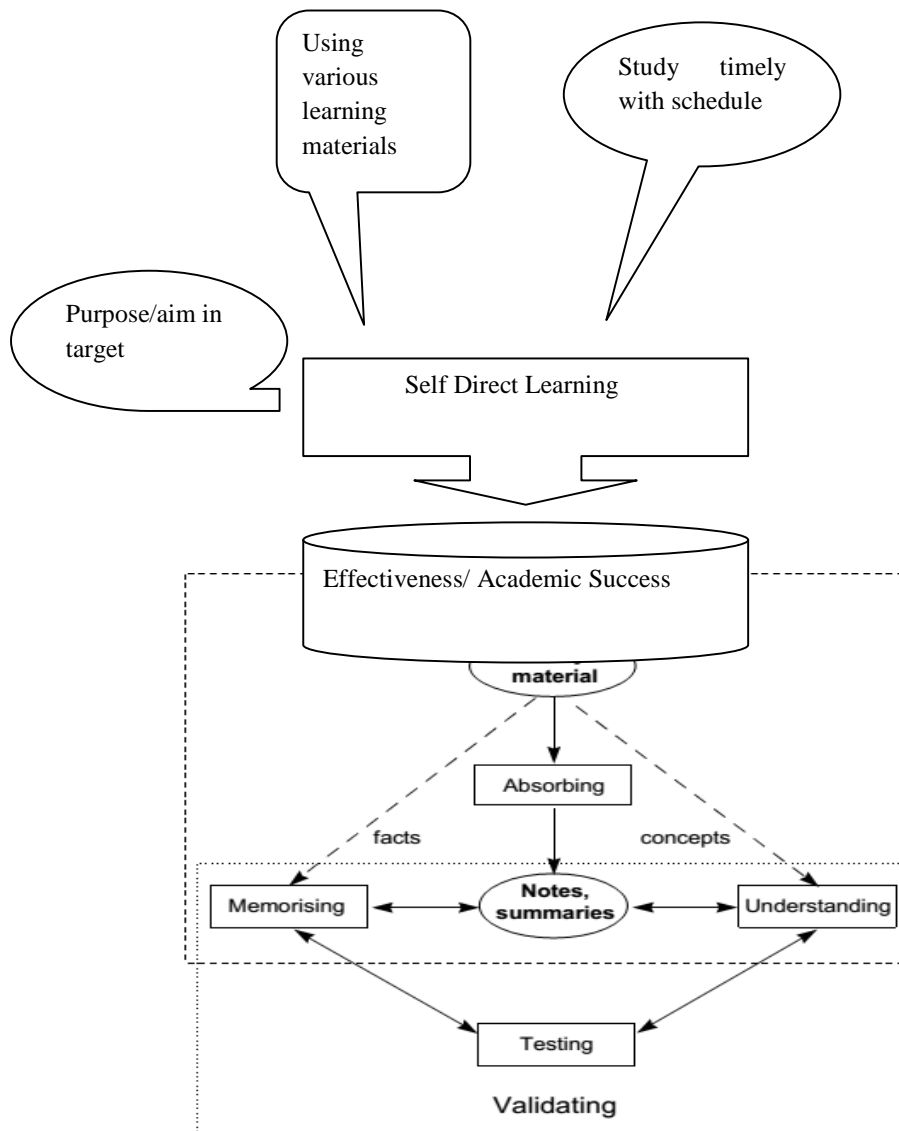 Using
various
learning
materials
Study timely
with schedule
Purpose/aim in
target
Self Direct Learning
Effectiveness/ Academic Success
material
Absorbing
facts
concepts
Memorising
Notes,
summaries
Understanding
Testing
Validating